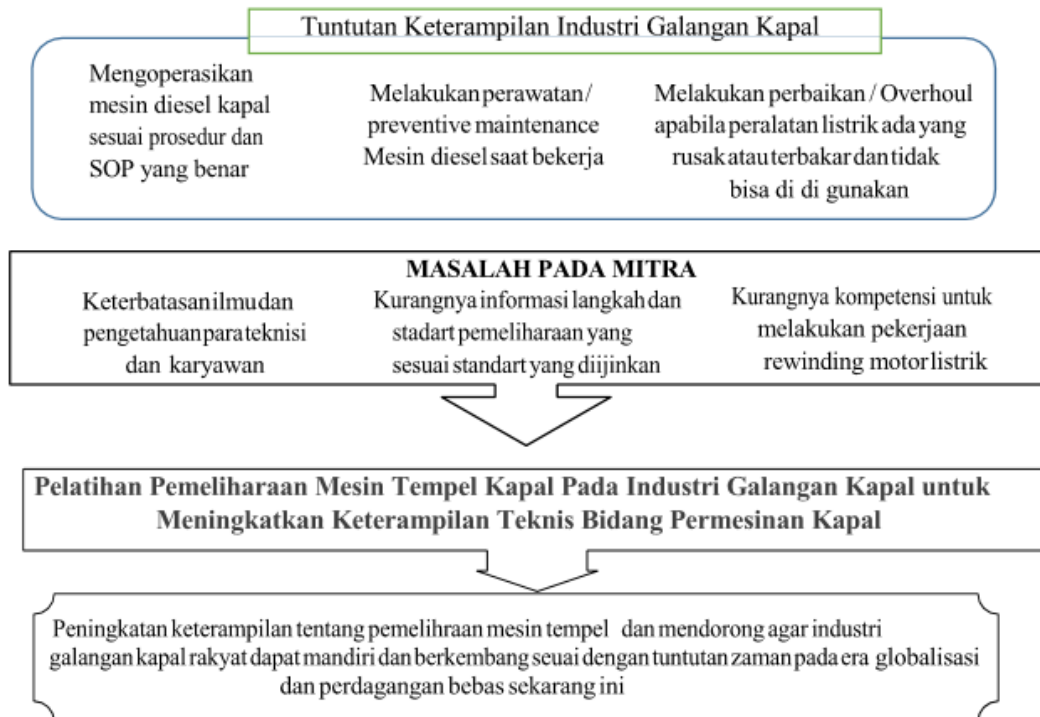 Tuntutan Keterampilan Industri Galangan Kapal
Mengoperasikan
mesin diesel kapal
sesuai prosedur dan
SOP yang benar
Melakukan perawatan /
preventive maintenance
Mesin diesel saat bekerja
Melakukan perbaikan / Overhoul
apabila peralatan listrik ada yang
rusak atau terbakar dan tidak
bisa di di gunakan
MASALAH PADA MITRA
Keterbatasan ilmu dan
pengetahuan para teknisi
dan karyawan
Kurangnya informasi langkah dan
stadart pemeliharaan yang
sesuai standart yang diijinkan
Kurangnya kompetensi untuk
melakukan pekerjaan
rewinding motor listrik
Pelatihan Pemeliharaan Mesin Tempel Kapal Pada Industri Galangan Kapal untuk
Meningkatkan Keterampilan Teknis Bidang Permesinan Kapal
Peningkatan keterampilan tentang pemelihraan mesin tempel dan mendorong agar industri
galangan kapal rakyat dapat mandiri dan berkembang seuai dengan tuntutan zaman pada era globalisasi
dan perdagangan bebas sekarang ini